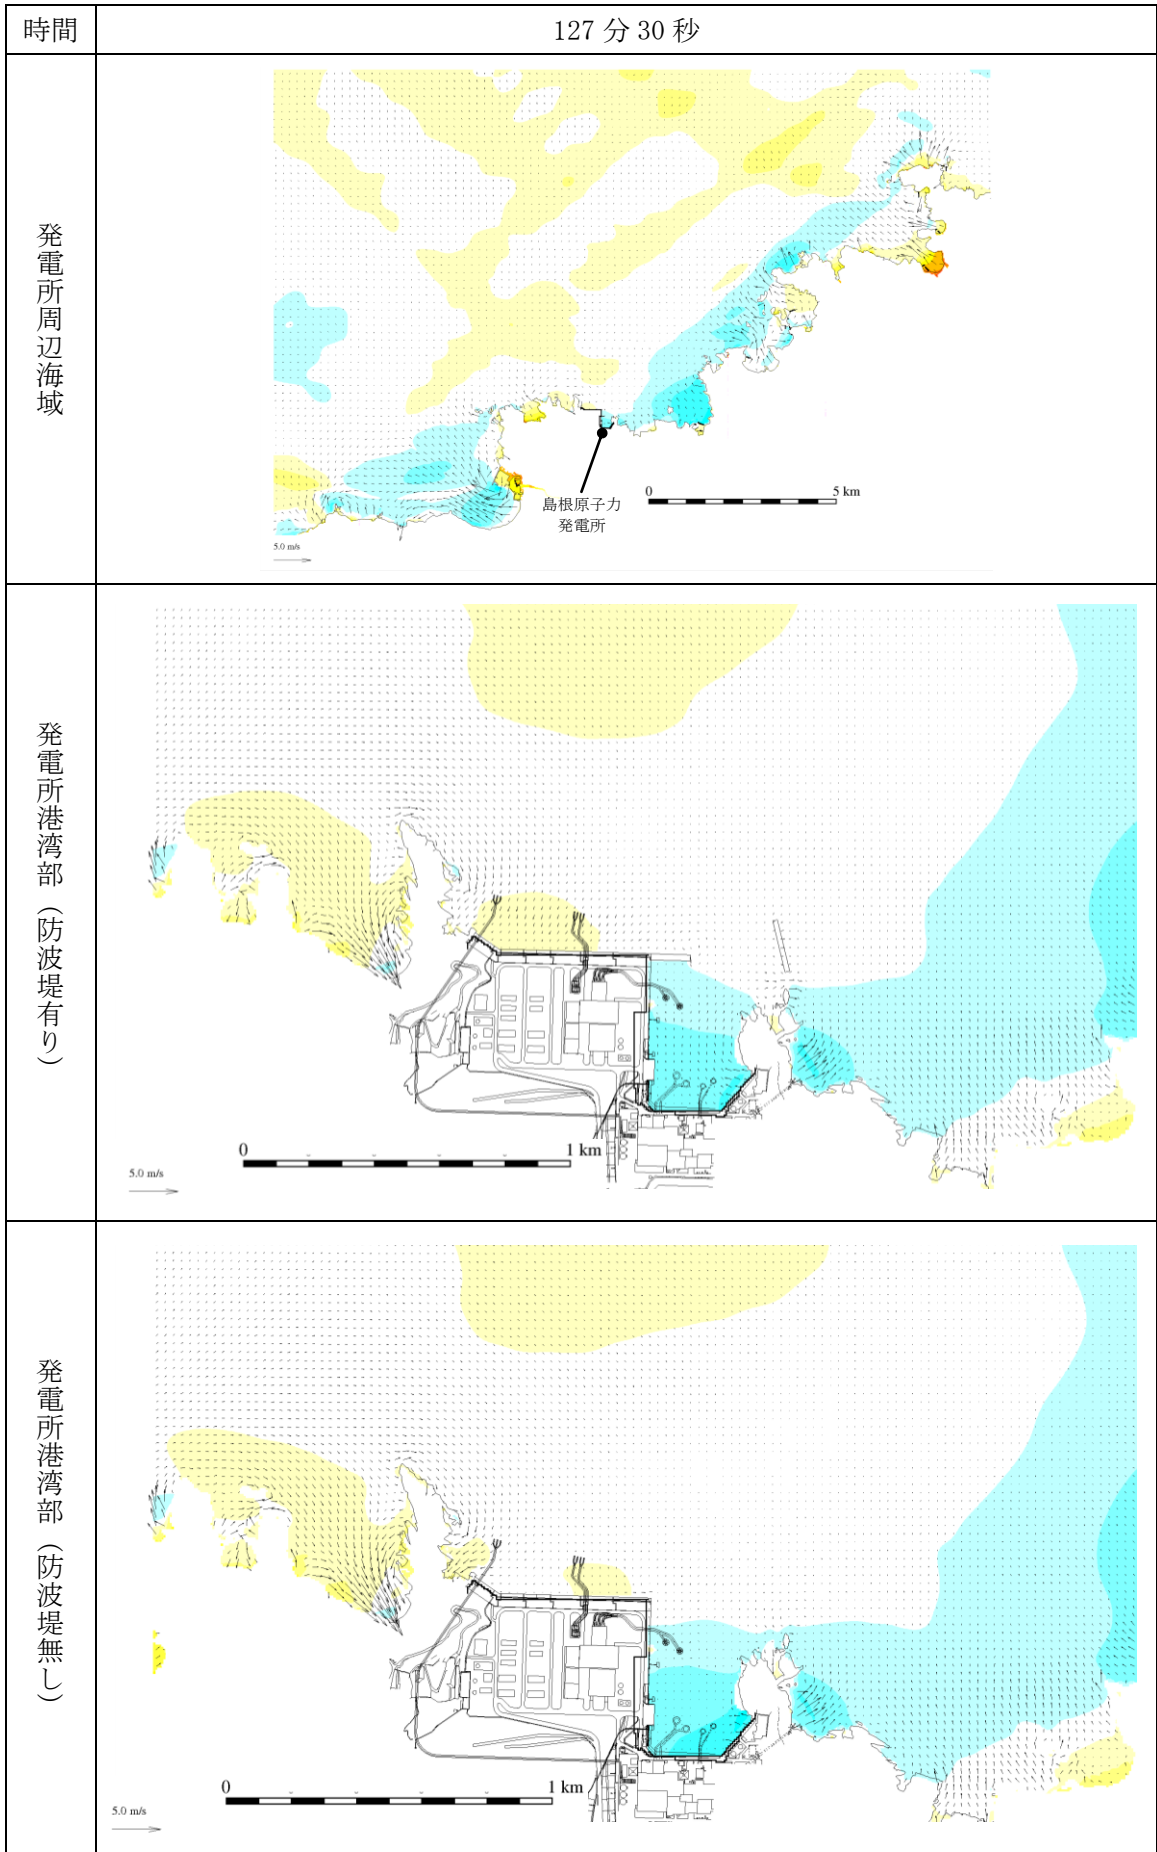 時間
127 分 30 秒
発電所周辺海域
島根原子力
発電所
0 5 km
5.0 m/s
発電所港湾部（防波堤有り）
0 1 km
5.0 m/s
発電所港湾部（防波堤無し）
0 1 km
5.0 m/s